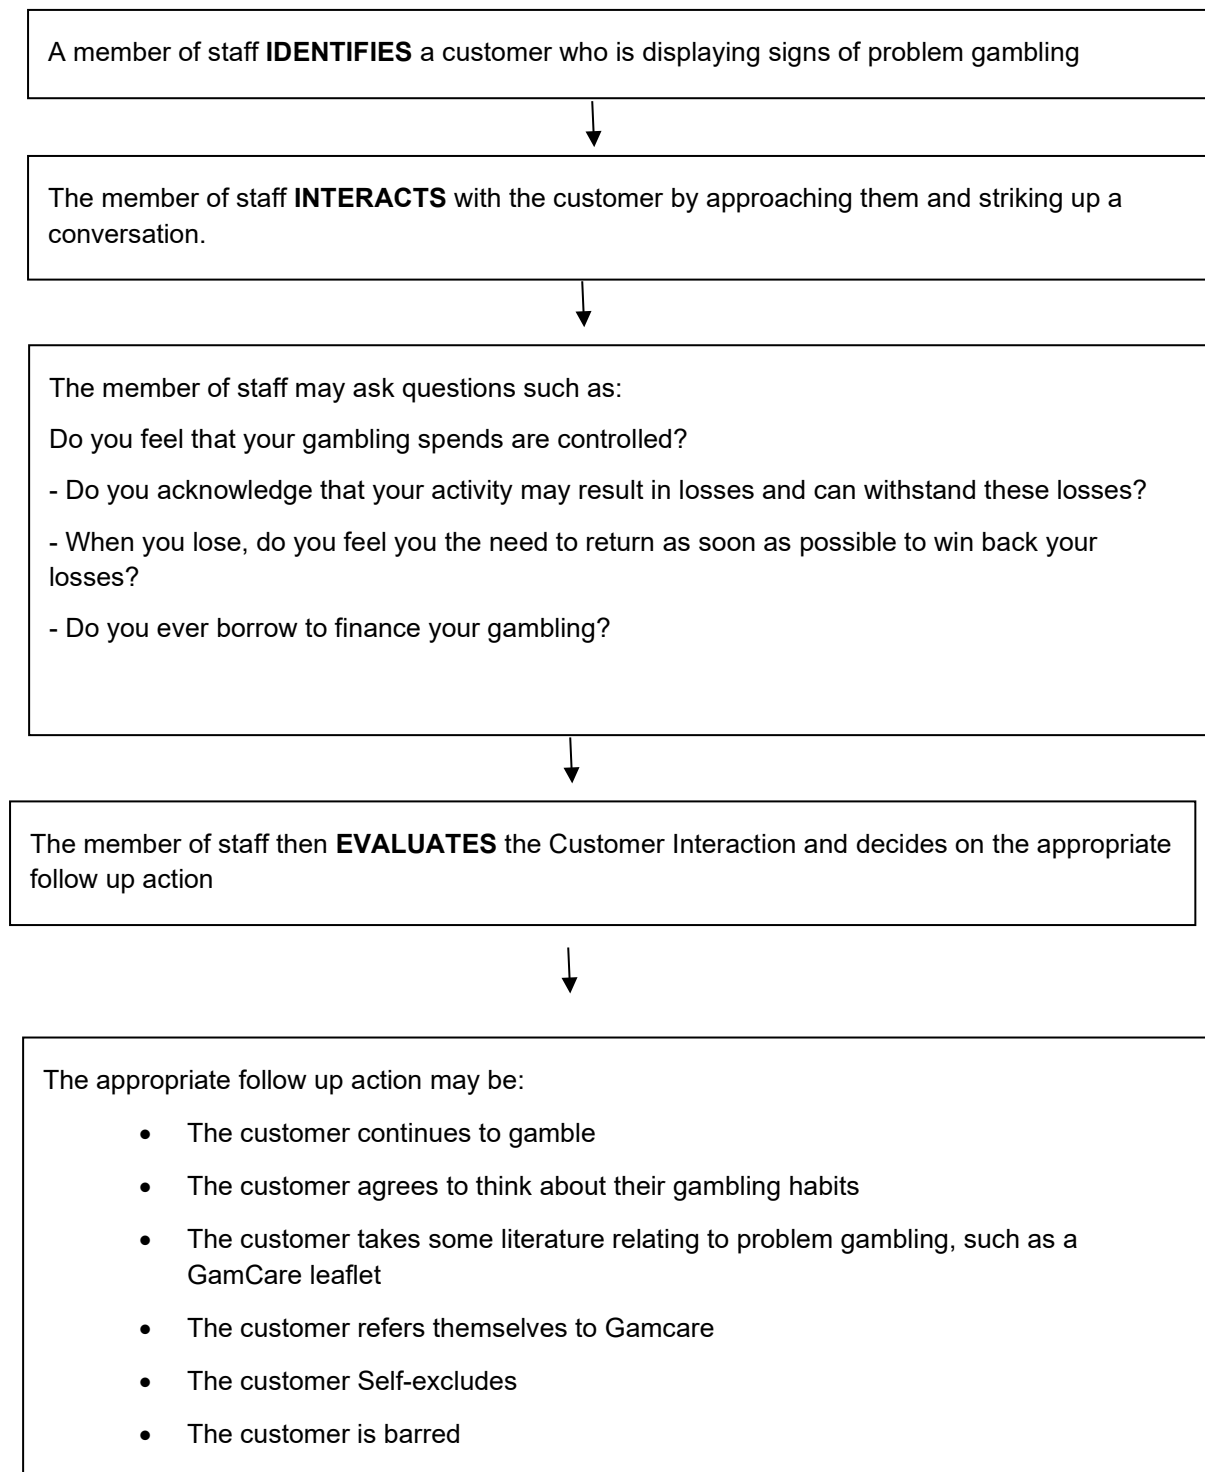 A member of staff IDENTIFIES a customer who is displaying signs of problem gambling
The member of staff INTERACTS with the customer by approaching them and striking up a
conversation.
The member of staff may ask questions such as:
Do you feel that your gambling spends are controlled?
- Do you acknowledge that your activity may result in losses and can withstand these losses?
- When you lose, do you feel you the need to return as soon as possible to win back your
losses?
- Do you ever borrow to finance your gambling?
The member of staff then EVALUATES the Customer Interaction and decides on the appropriate
follow up action
The appropriate follow up action may be:
• The customer continues to gamble
• The customer agrees to think about their gambling habits
• The customer takes some literature relating to problem gambling, such as a
GamCare leaflet
• The customer refers themselves to Gamcare
• The customer Self-excludes
• The customer is barred